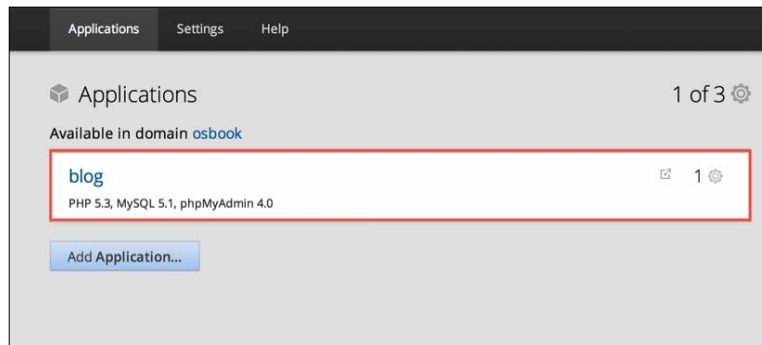 Applications Settings Help
Applications 1 of 3
Available in domain osbook
blog 1
PHP 5.3, MySQL 5.1, phpMyAdmin 4.0
Add Application...